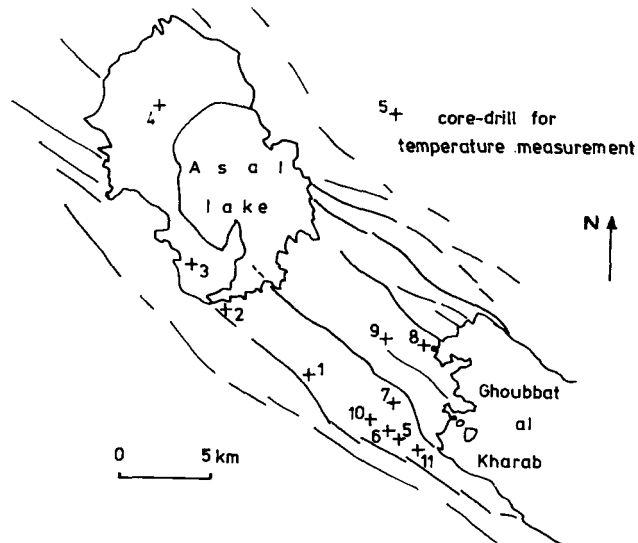 4
5 core-drill for
temperature measurement
Asal
lake
N
3
2
9
8
1
Ghoubbat
al
Kharab
7
10
6
5
11
0 5 km